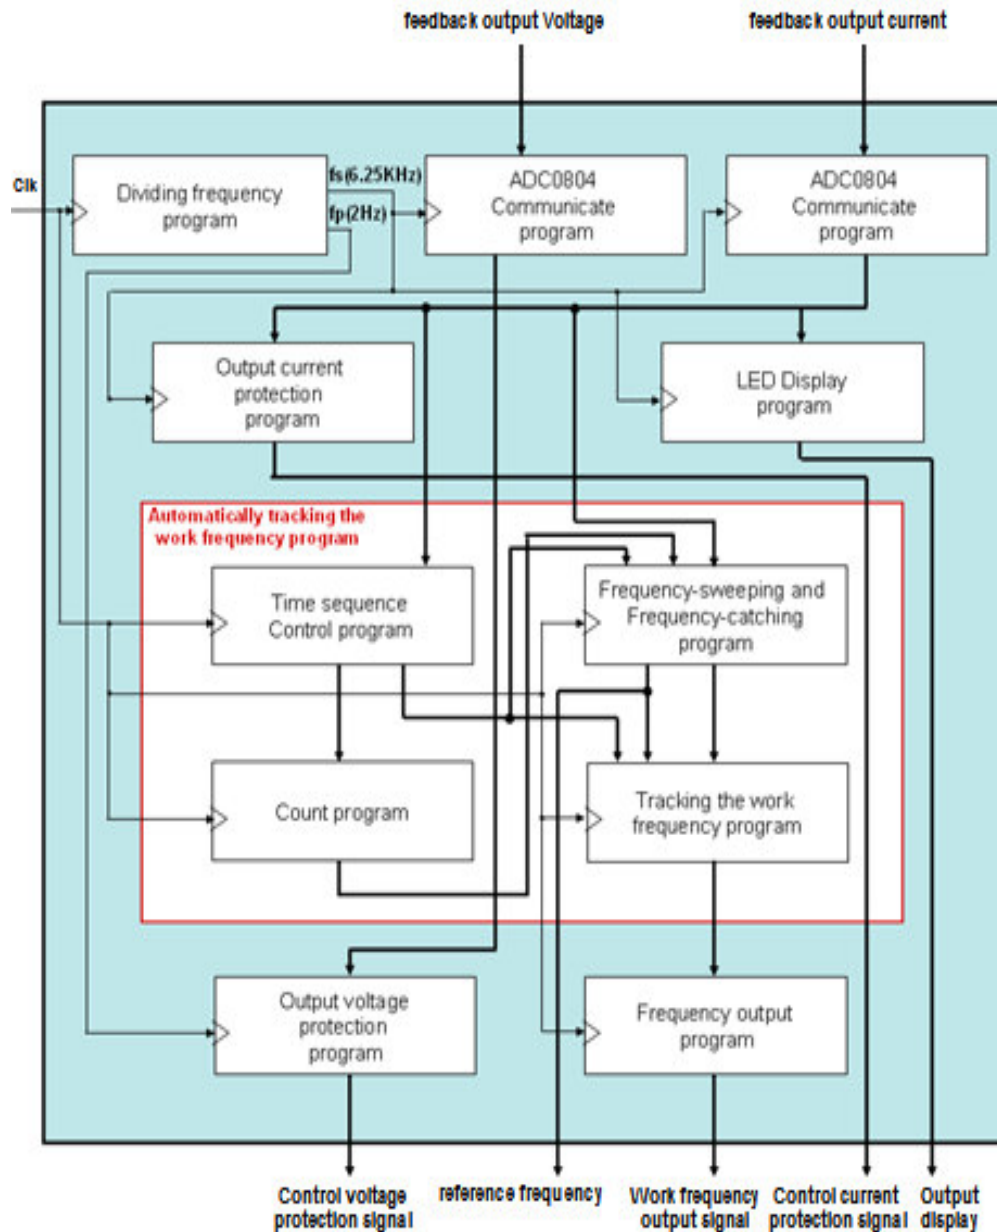 feedback output Voltage
feedback output current
Clk
Dividing frequency
program
fs(6.25KHz)
fp(2Hz)
ADC0804
Communicate
program
ADC0804
Communicate
program
Output current
protection
program
LED Display
program
Automatically tracking the
work frequency program
Time sequence
Control program
Frequency-sweeping and
Frequency-catching
program
Count program
Tracking the work
frequency program
Output voltage
protection
program
Frequency output
program
Control voltage
protection signal
reference frequency
Work frequency
output signal
Control current
protection signal
Output
display